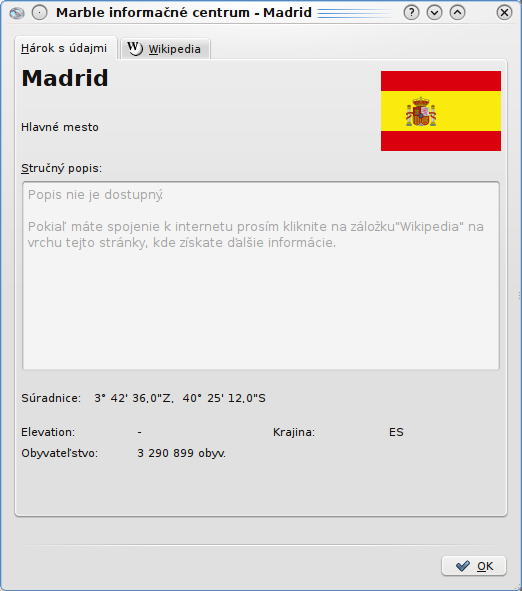 Marble informačné centrum - Madrid
Hárok s údajmi
W Wikipedia
Madrid
Hlavné mesto
Stručný popis:
Popis nie je dostupný.
Pokiaľ máte spojenie k internetu prosím kliknite na záložku"Wikipedia" na
vrchu tejto stránky, kde získate ďalšie informácie.
Súradnice: 3° 42' 36,0"Z, 40° 25' 12,0"S
Elevation: - Krajina: ES
Obyvateľstvo: 3 290 899 obyv.
OK